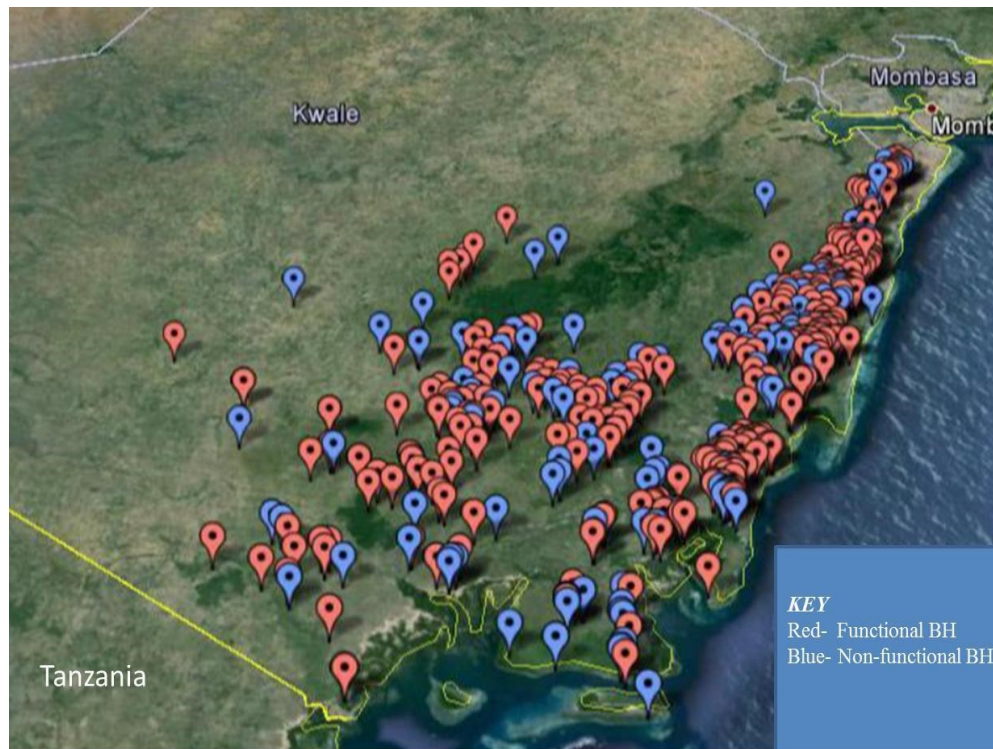 Mombasa
Kwale
Momb
Tanzania
KEY
Red- Functional BH
Blue- Non-functional BH